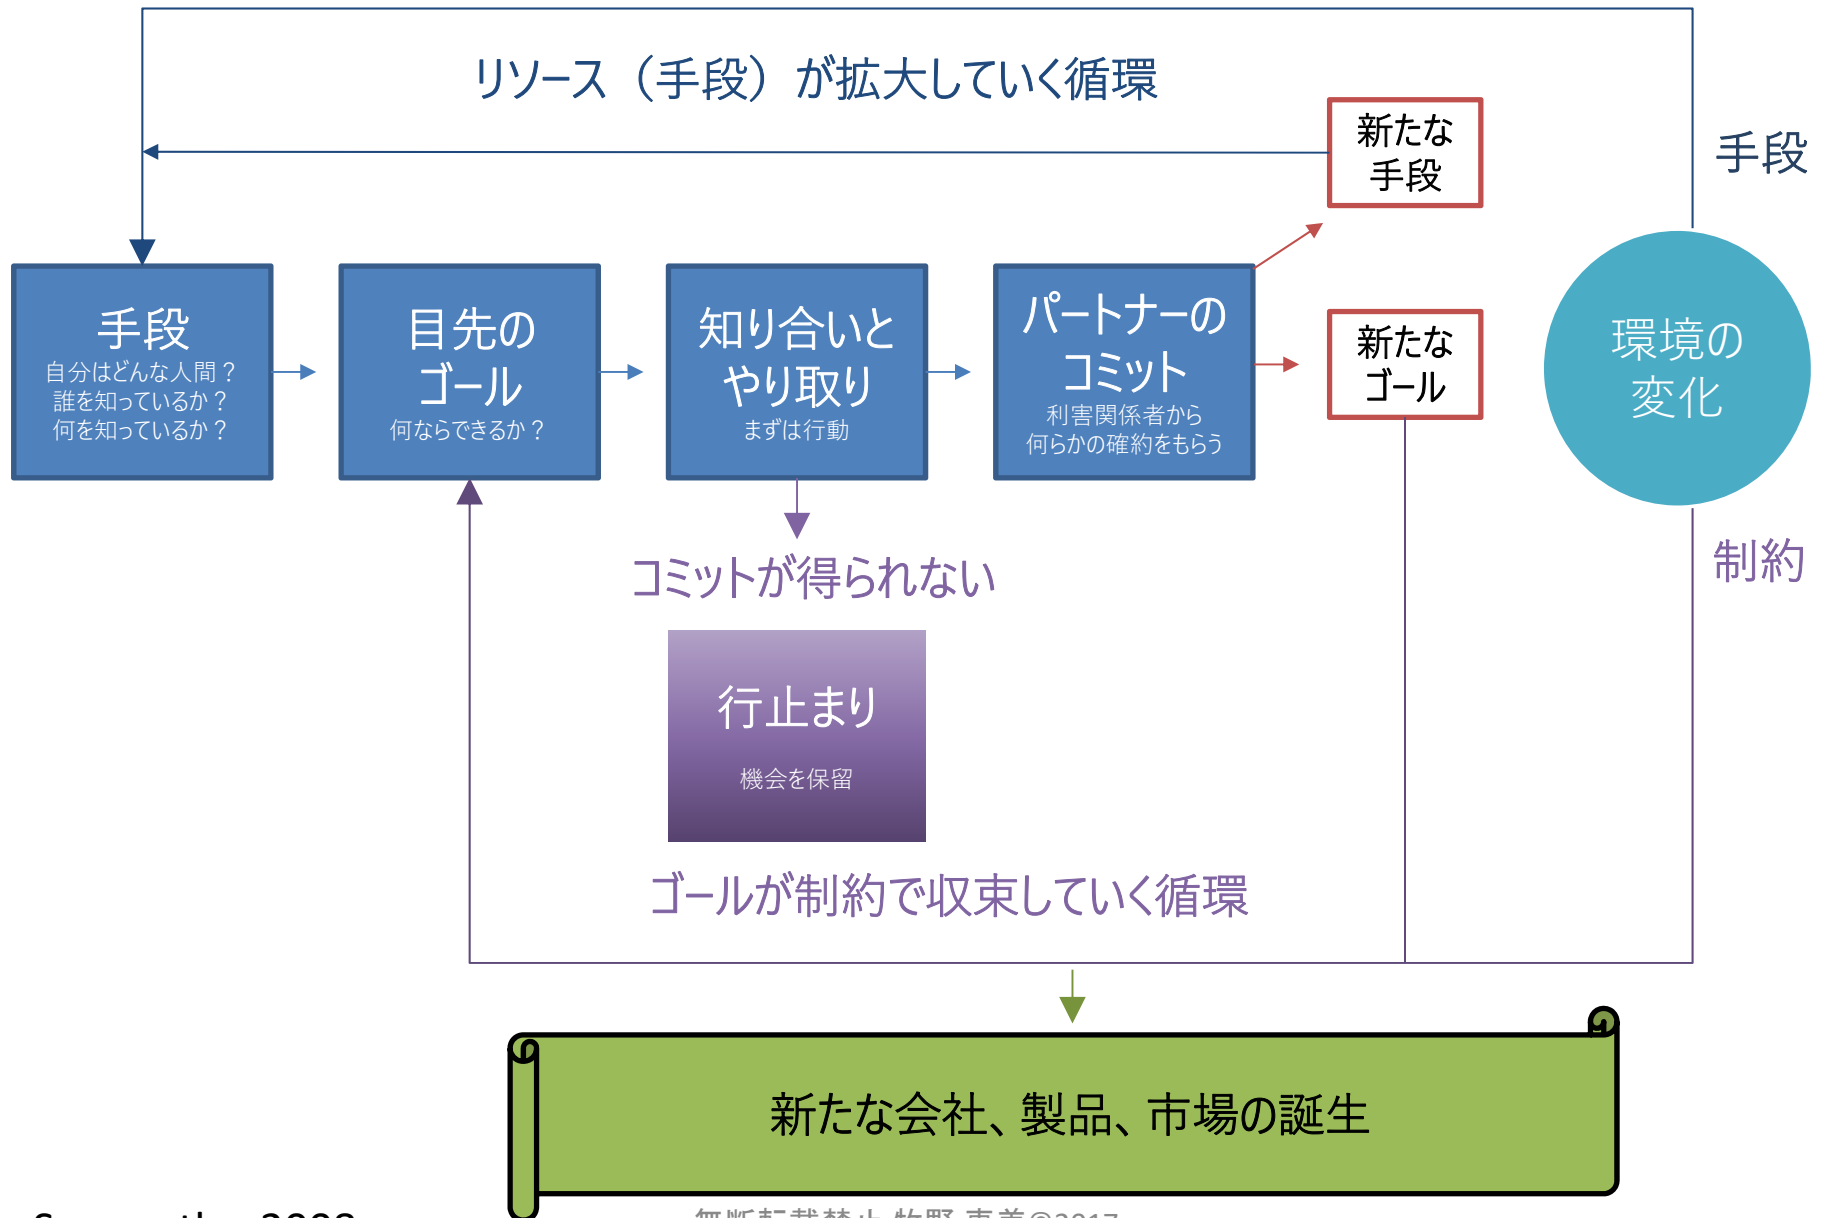 リソース（手段）が拡大していく循環
新たな
手段
手段
手段
自分はどんな人間？
誰を知っているか？
何を知っているか？
目先の
ゴール
何ならできるか？
知り合いと
やり取り
まずは行動
パートナーの
コミット
利害関係者から
何らかの確約をもらう
新たな
ゴール
環境の
変化
制約
コミットが得られない
行止まり
機会を保留
ゴールが制約で収束していく循環
新たな会社、製品、市場の誕生